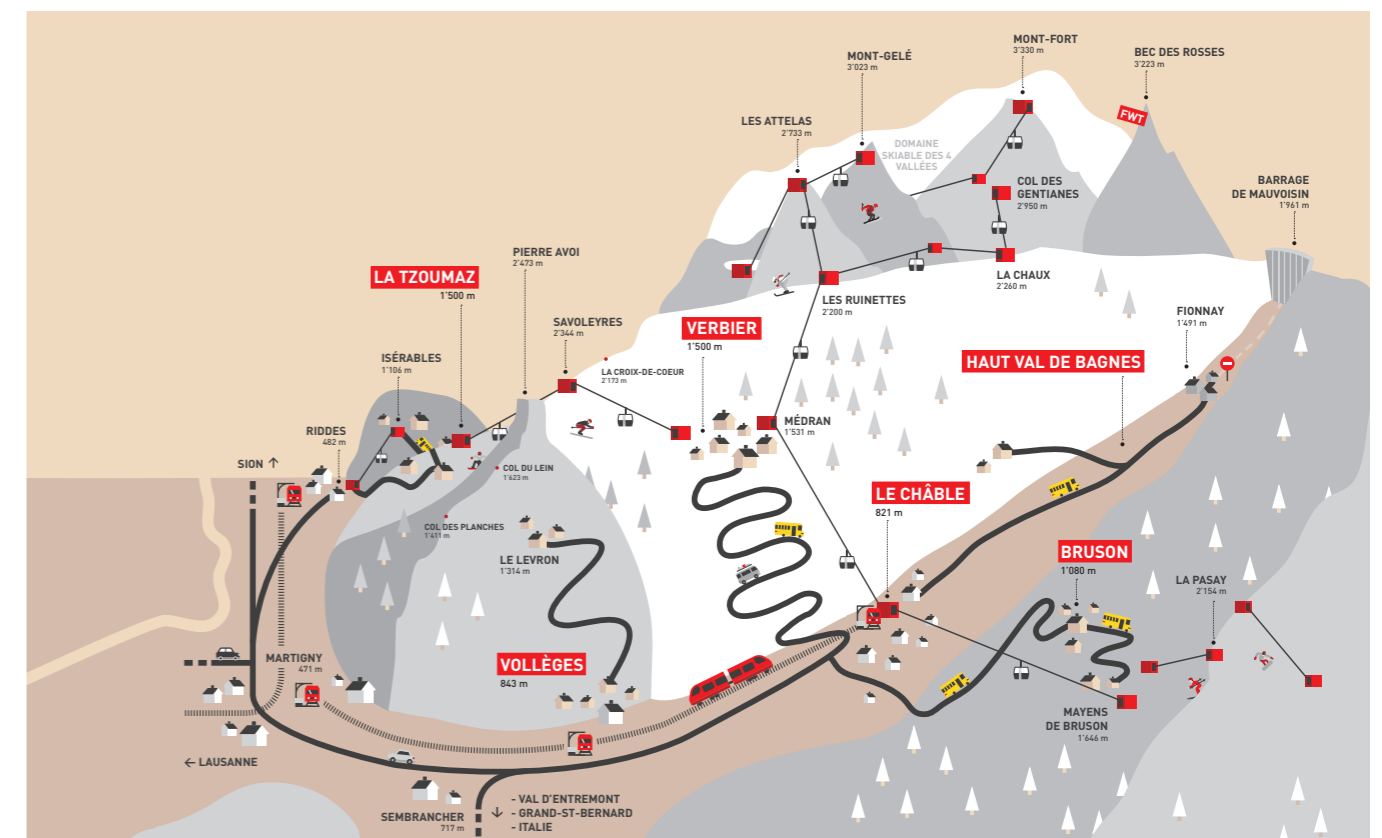 MONT-FORT
3'330 m
MONT-GELÉ
3'023 m
BEC DES ROSSES
3'223 m
FWT
LES ATTELAS
2'733 m
DOMAINE
SKIABLE DES 4
VALLÉES
COL DES
GENTIANES
2'950 m
BARRAGE
DE MAUVOISIN
1'961 m
PIERRE AVOI
2'473 m
LA TZOUMAZ
1'500 m
LA CHAUX
2'260 m
LES RUINETTES
2'200 m
SAVOLEYRES
2'344 m
VERBIER
1'500 m
FIONNAY
1'491 m
ISÉRABLES
1'106 m
LA CROIX-DE-COEUR
2'173 m
HAUT VAL DE BAGNES
RIDDES
482 m
MÉDRAN
1'531 m
SION ↑
COL DU LEIN
1'623 m
LE CHÂBLE
821 m
COL DES PLANCHES
1'411 m
LE LEVRON
1'314 m
BRUSON
1'080 m
LA PASAY
2'154 m
MARTIGNY
471 m
VOLLÈGES
843 m
MAYENS
DE BRUSON
1'646 m
← LAUSANNE
SEMBRANCHER
717 m
↓
- VAL D'ENTREMONT
- GRAND-ST-BERNARD
- ITALIE